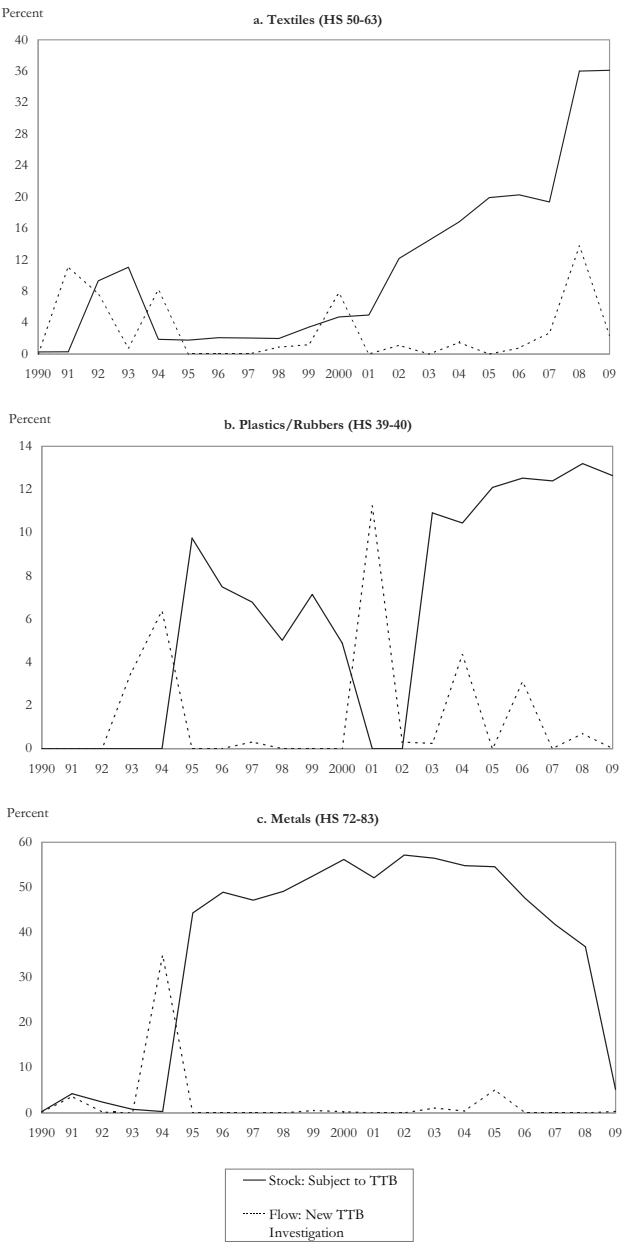 Percent
a. Textiles (HS 50-63)
40
36
32
28
24
20
16
12
8
4
0
1990 91 92 93 94 95 96 97 98 99 2000 01 02 03 04 05 06 07 08 09
Percent
b. Plastics/Rubbers (HS 39-40)
14
12
10
8
6
4
2
0
1990 91 92 93 94 95 96 97 98 99 2000 01 02 03 04 05 06 07 08 09
Percent
c. Metals (HS 72-83)
60
50
40
30
20
10
0
1990 91 92 93 94 95 96 97 98 99 2000 01 02 03 04 05 06 07 08 09
Stock: Subject to TTB
Flow: New TTB
Investigation